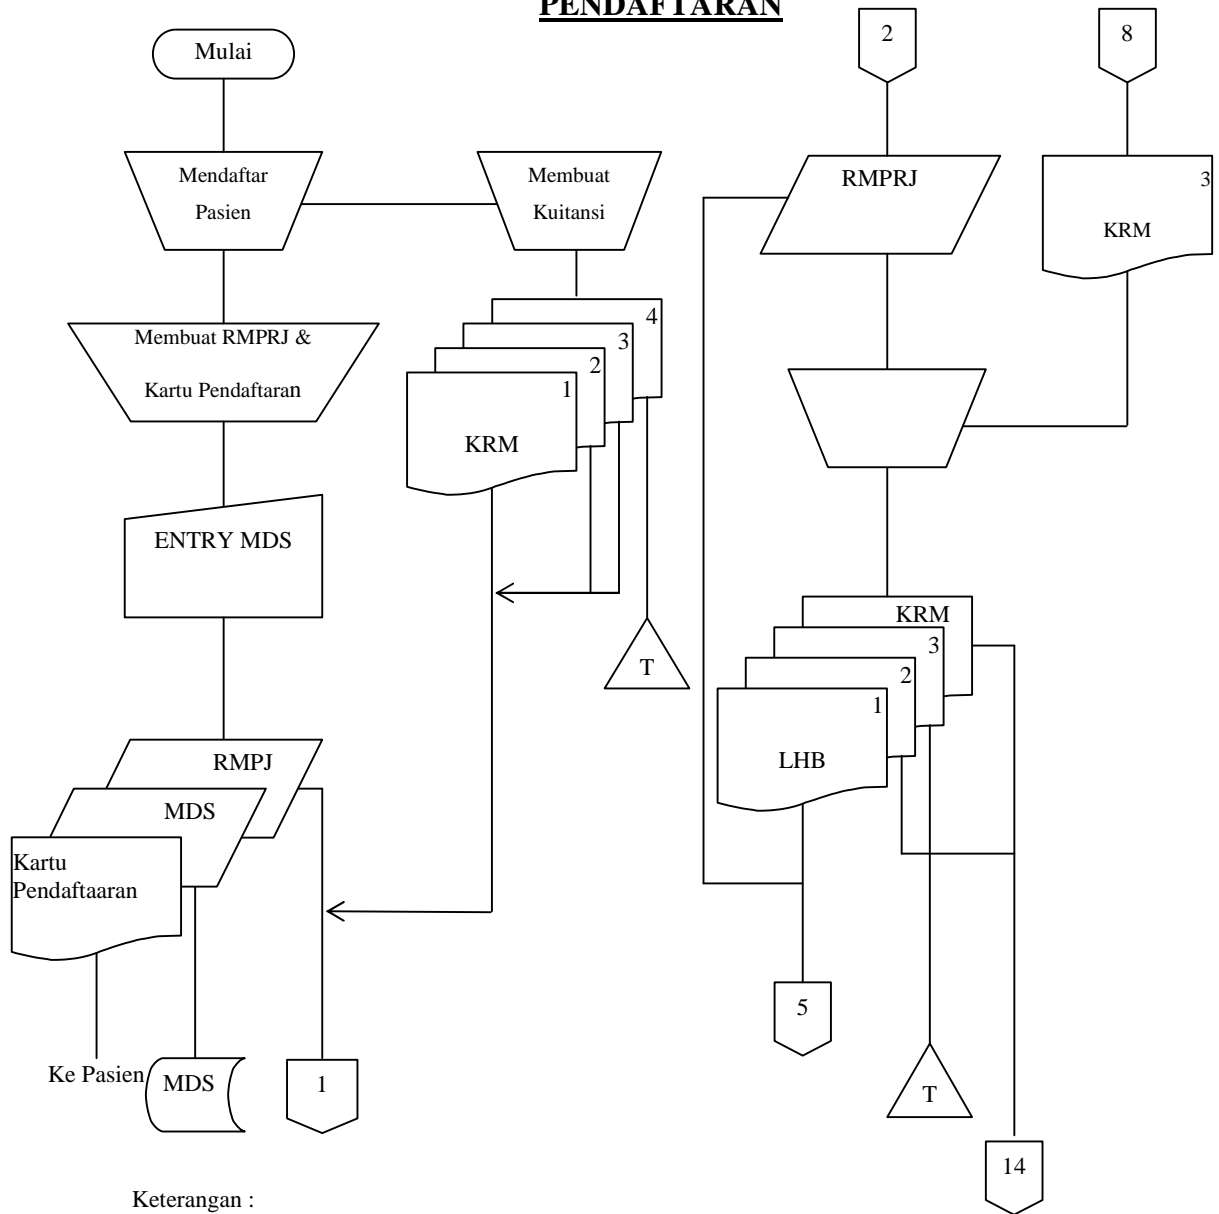 PENDAFTARAN
Mulai
Mendaftar
Pasien
Membuat
Kuitansi
Membuat RMPRJ &
Kartu Pendaftaran
4
3
2
1
KRM
ENTRY MDS
T
RMPJ
MDS
Kartu
Pendaftaaran
Ke Pasien
MDS
1
Keterangan :
2
8
RMPRJ
3
KRM
KRM
3
2
1
LHB
5
T
14